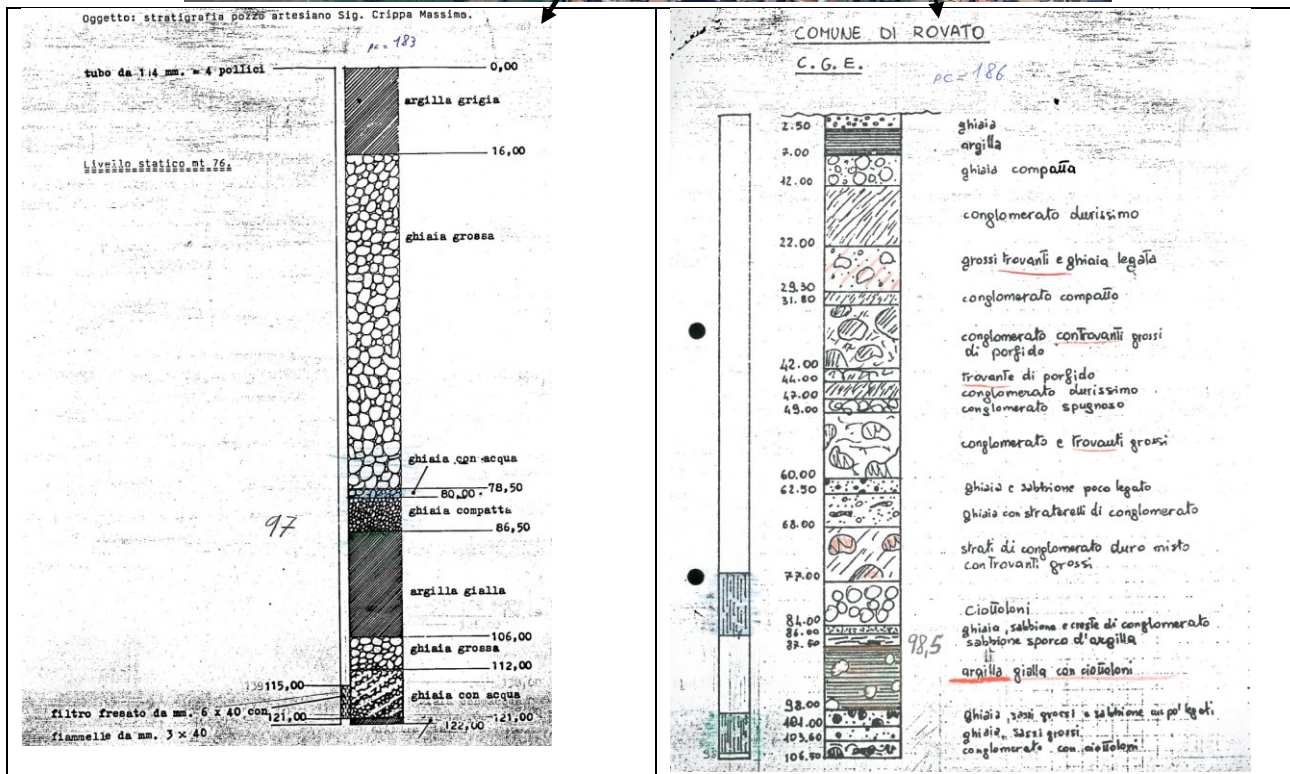 Oggetto: stratigrafia pozzo artesiano Sig. Crippa Massimo.
pc = 183
tubo da 114 mm. = 4 pollici
0,00
argilla grigia
Livello statico mt 76.
16,00
ghiaia grossa
ghiaia con acqua
78,50
80,00
ghiaia compatta
97
86,50
argilla gialla
106,00
ghiaia grossa
112,00
115,00
ghiaia con acqua
filtro fresato da mm. 6 x 40 con
121,00
121,00
122,00
fiammelle da mm. 3 x 40
COMUNE DI ROVATO
C. G. E.
pc = 186
2.50
ghiaia
argilla
7.00
ghiaia compatta
12.00
conglomerato durissimo
22.00
grossi trovanti e ghiaia legata
29.30
31.80
conglomerato compatto
conglomerato con trovanti grossi
di porfido
42.00
44.00
trovante di porfido
47.00
conglomerato durissimo
49.00
conglomerato spugnoso
conglomerato e trovanti grossi
60.00
62.50
ghiaia e sabbione poco legato
ghiaia con straterelli di conglomerato
68.00
strati di conglomerato duro misto
con trovanti grossi
77.00
Ciottoloni
84.00
86.00
ghiaia, sabbione e creste di conglomerato
87.50
sabbione sporco d'argilla
98,5
argilla gialla con ciottoloni
98.00
ghiaia, sassi grossi e sabbione un po' legati
101.00
ghiaia, sassi grossi
103.60
conglomerato con ciottoloni
106.50